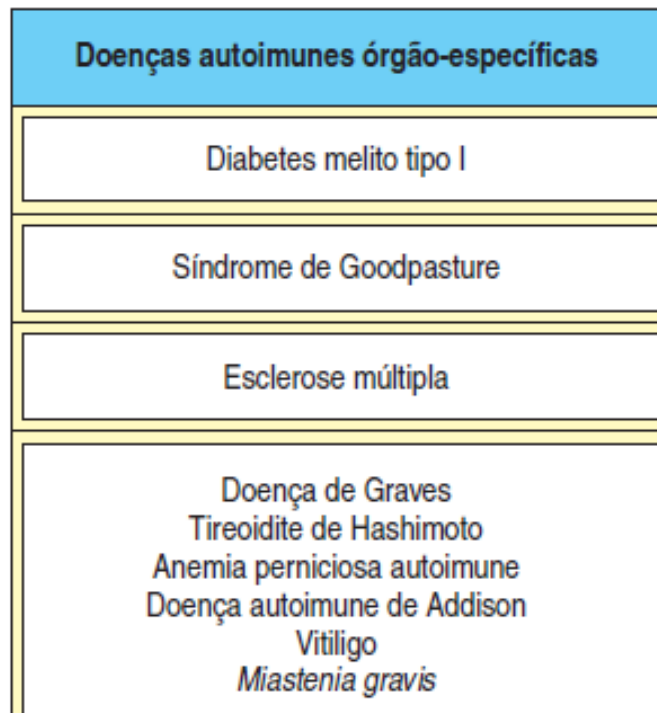 Doenças autoimunes órgão-específicas
Diabetes melito tipo I
Síndrome de Goodpasture
Esclerose múltipla
Doença de Graves
Tireoidite de Hashimoto
Anemia perniciosa autoimune
Doença autoimune de Addison
Vitiligo
Miastenia gravis